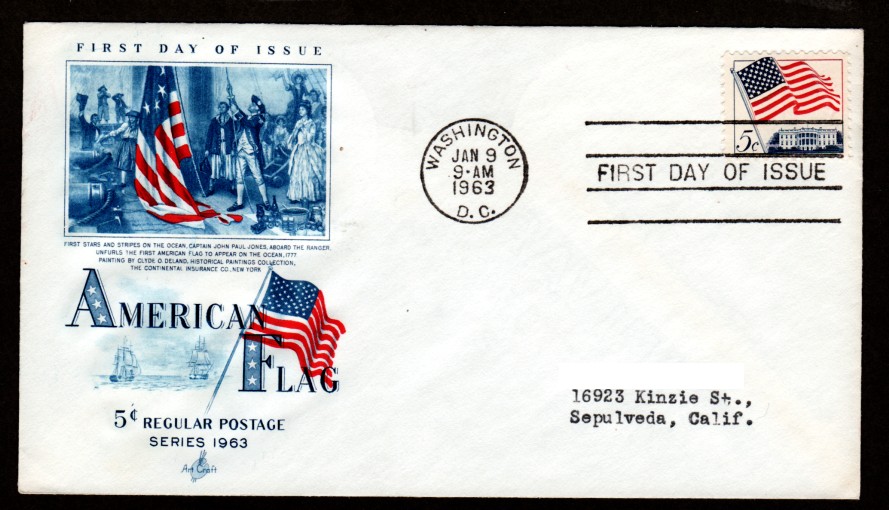 FIRST DAY OF ISSUE
FIRST STARS AND STRIPES ON THE OCEAN. CAPTAIN JOHN PAUL JONES, ABOARD THE RANGER,
UNFURLS THE FIRST AMERICAN FLAG TO APPEAR ON THE OCEAN, 1777.
PAINTING BY CLYDE O. DELAND, HISTORICAL PAINTINGS COLLECTION,
THE CONTINENTAL INSURANCE CO., NEW YORK
AMERICAN
FLAG
5¢ REGULAR POSTAGE
SERIES 1963
Art Craft
WASHINGTON
JAN 9
9-AM
1963
D. C.
5c
FIRST DAY OF ISSUE
16923 Kinzie St.,
Sepulveda, Calif.